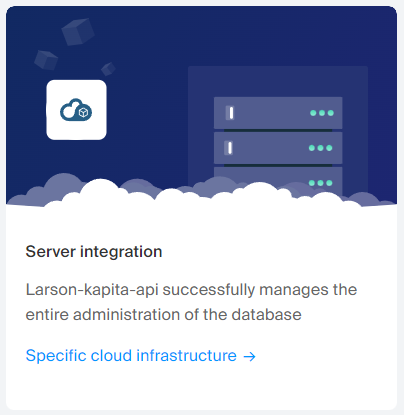 Server integration
Larson-kapita-api successfully manages the
entire administration of the database
Specific cloud infrastructure →